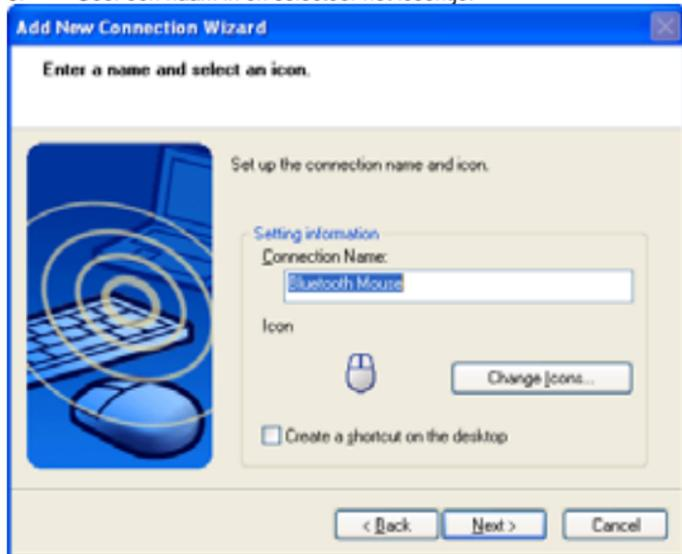 Add New Connection Wizard
Enter a name and select an icon.
Set up the connection name and icon.
Setting information
Connection Name:
Bluetooth Mouse
Icon
Change Icons...
Create a shortcut on the desktop
< Back
Next >
Cancel